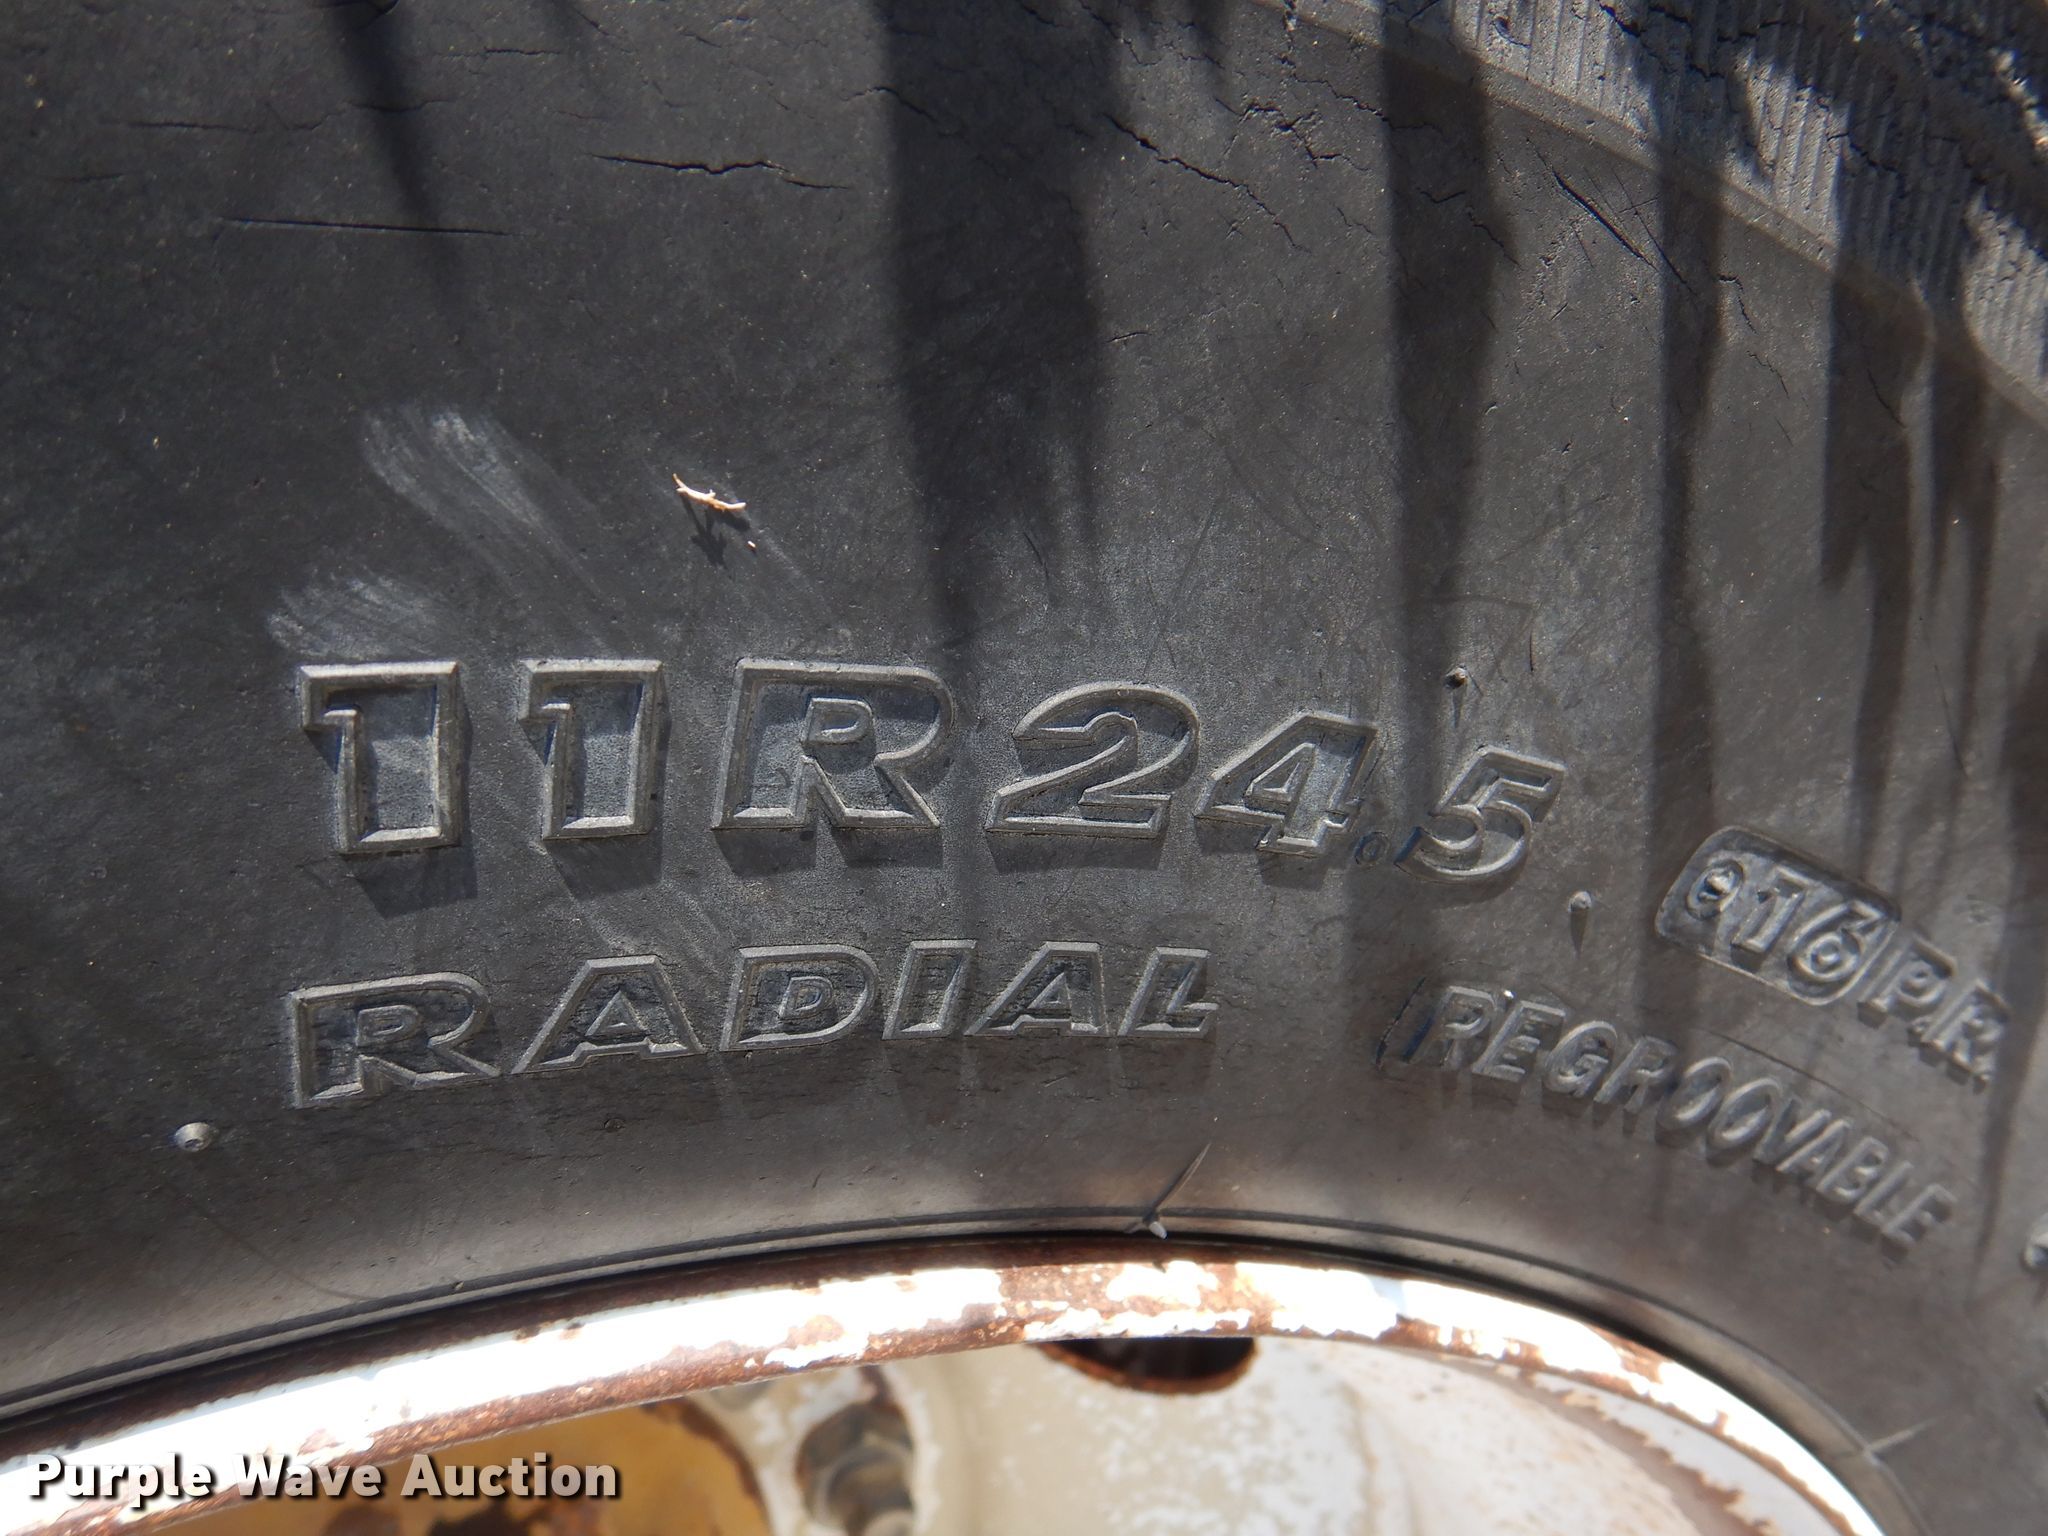 11R24.5
RADIAL
16 P.R.
REGROOVABLE
Purple Wave Auction